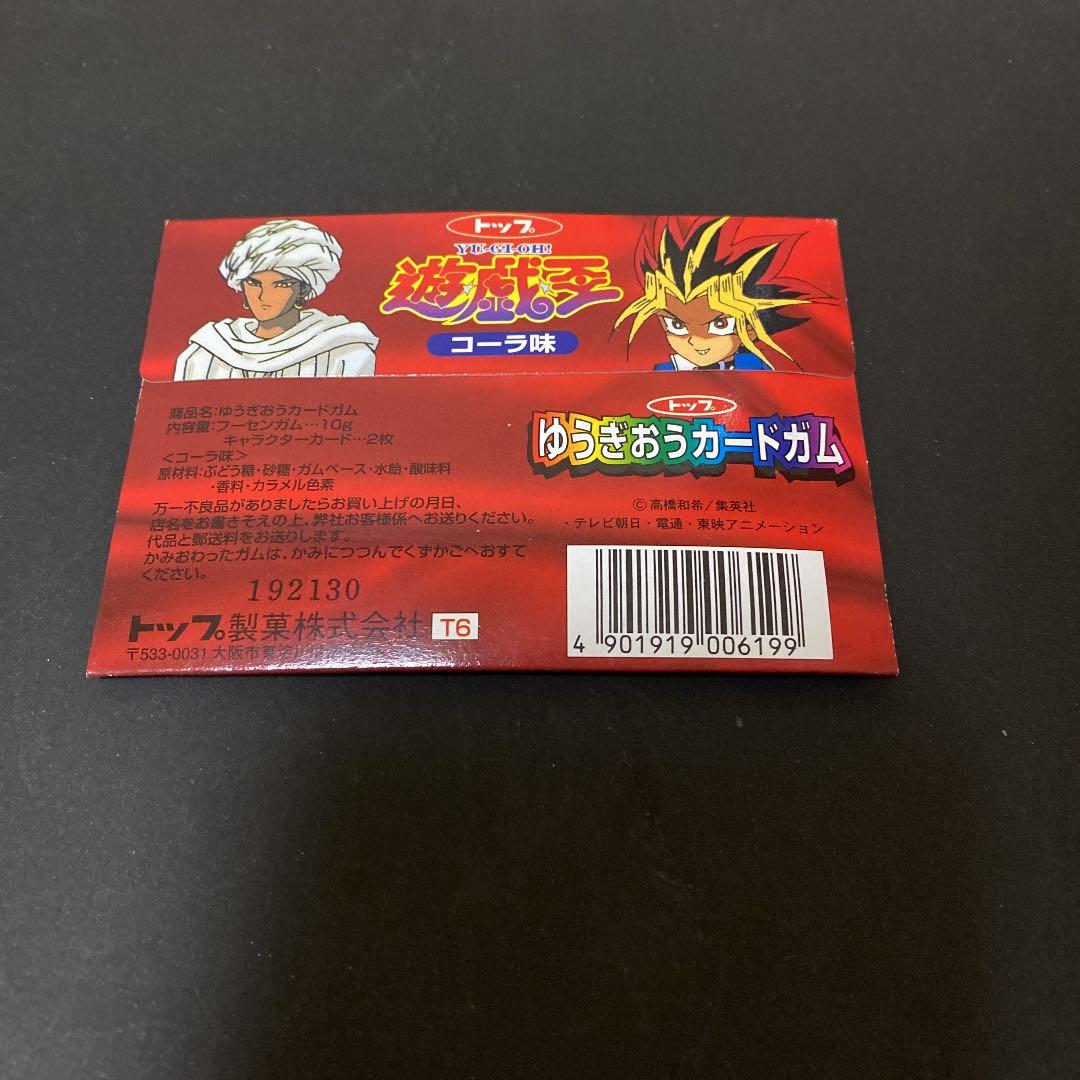 トップ
YU-GI-OH!
遊戯王
コーラ味
商品名:ゆうぎおうカードガム
内容量:フーセンガム…10g
キャラクターカード…2枚
<コーラ味>
原材料:ぶどう糖・砂糖・ガムベース・水飴・酸味料
・香料・カラメル色素
万一不良品がありましたらお買い上げの月日、
店名をお書きそえの上、弊社お客様係へお送りください。
代品と郵送料をお送りします。
かみおわったガムは、かみにつつんでくずかごへおすて
ください。
192130
トップ製菓株式会社 T6
〒533-0031 大阪市東淀川区
トップ
ゆうぎおうカードガム
©高橋和希/集英社
・テレビ朝日・電通・東映アニメーション
4 901919 006199